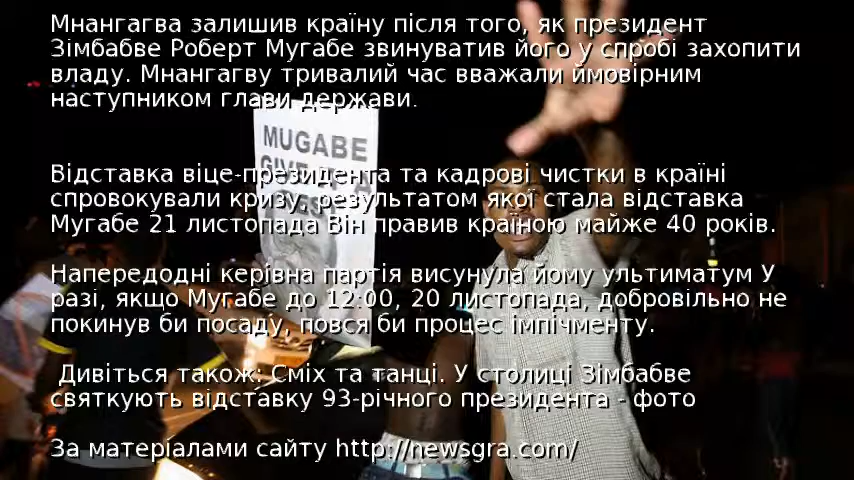 Мнангагва залишив країну після того, як президент
Зімбабве Роберт Мугабе звинуватив його у спробі захопити
владу. Мнангагву тривалий час вважали ймовірним
наступником глави держави.
MUGABE
GIVE
Відставка віце-президента та кадрові чистки в країні
спровокували кризу, результатом якої стала відставка
Мугабе 21 листопада Він правив країною майже 40 років.
Напередодні керівна партія висунула йому ультиматум У
разі, якщо Мугабе до 12:00, 20 листопада, добровільно не
покинув би посаду, повся би процес імпічменту.
Дивіться також: Сміх та танці. У столиці Зімбабве
святкують відставку 93-річного президента - фото
За матеріалами сайту http://newsgra.com/